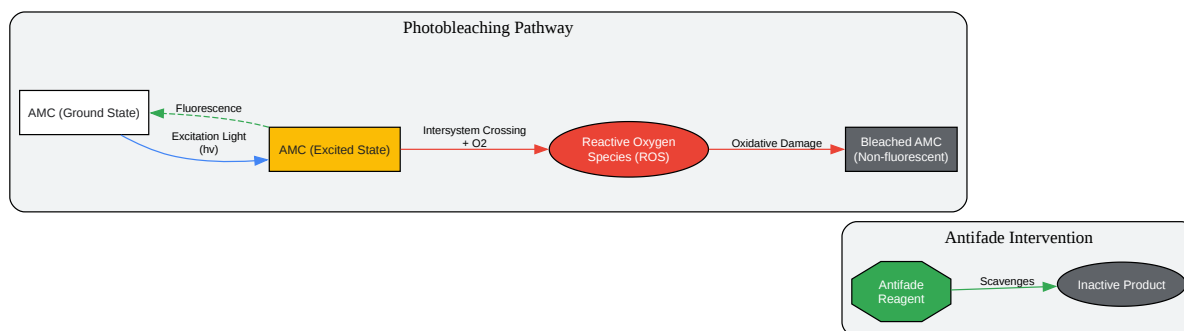 Photobleaching Pathway
AMC (Ground State)
Fluorescence
Excitation Light
(hv)
AMC (Excited State)
Intersystem Crossing
+ O2
Reactive Oxygen
Species (ROS)
Oxidative Damage
Bleached AMC
(Non-fluorescent)
Antifade Intervention
Antifade
Reagent
Scavenges
Inactive Product